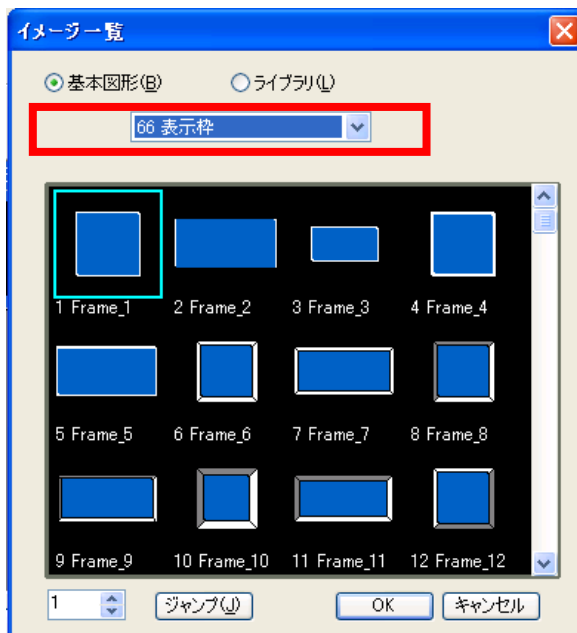 イメージ一覧
基本図形(B) ライブラリ(L)
66 表示枠
1 Frame_1 2 Frame_2 3 Frame_3 4 Frame_4
5 Frame_5 6 Frame_6 7 Frame_7 8 Frame_8
9 Frame_9 10 Frame_10 11 Frame_11 12 Frame_12
1 ジャンプ(J) OK キャンセル